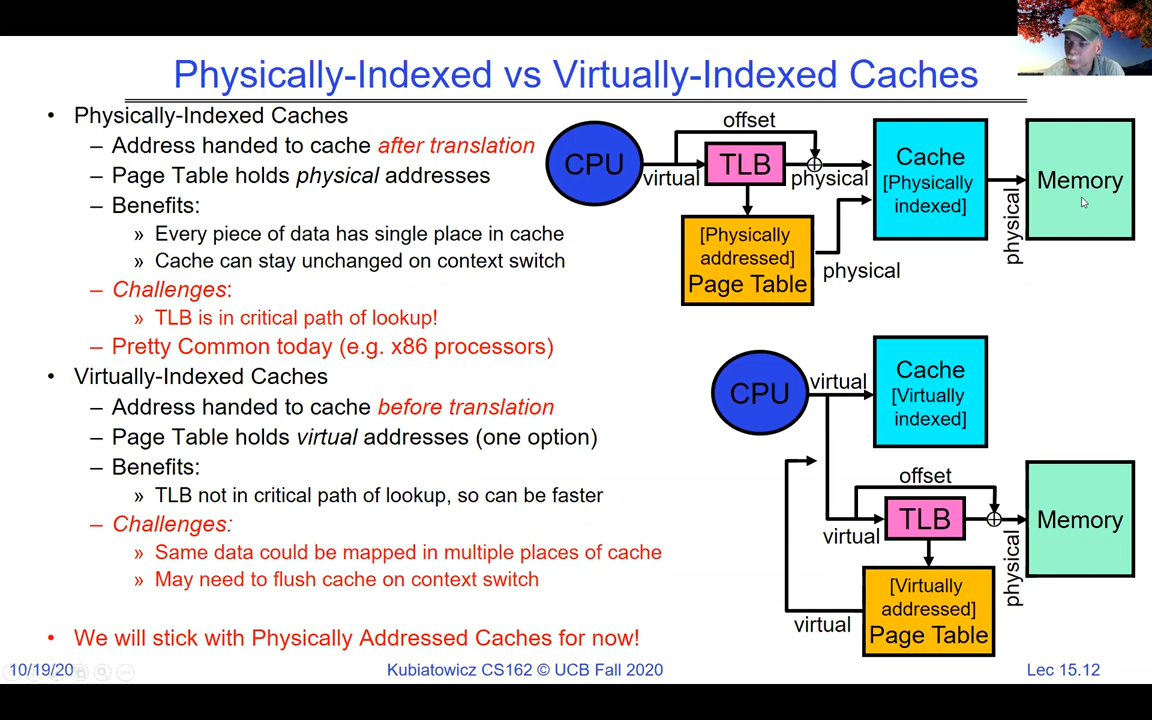 Physically-Indexed vs Virtually-Indexed Caches
• Physically-Indexed Caches
– Address handed to cache after translation
– Page Table holds physical addresses
– Benefits:
» Every piece of data has single place in cache
» Cache can stay unchanged on context switch
– Challenges:
» TLB is in critical path of lookup!
– Pretty Common today (e.g. x86 processors)
• Virtually-Indexed Caches
– Address handed to cache before translation
– Page Table holds virtual addresses (one option)
– Benefits:
» TLB not in critical path of lookup, so can be faster
– Challenges:
» Same data could be mapped in multiple places of cache
» May need to flush cache on context switch
• We will stick with Physically Addressed Caches for now!
offset
CPU
virtual
TLB
physical
Cache
[Physically
indexed]
physical
Memory
[Physically
addressed]
Page Table
physical
CPU
virtual
Cache
[Virtually
indexed]
offset
virtual
TLB
physical
Memory
[Virtually
addressed]
Page Table
virtual
10/19/20
Kubiatowicz CS162 © UCB Fall 2020
Lec 15.12